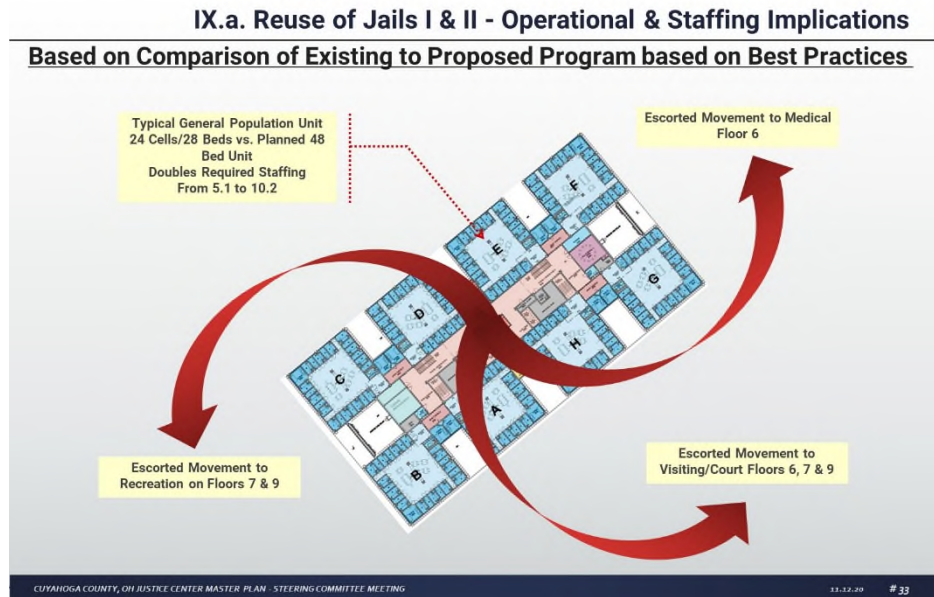 IX.a. Reuse of Jails I & II - Operational & Staffing Implications
Based on Comparison of Existing to Proposed Program based on Best Practices
Typical General Population Unit
24 Cells/28 Beds vs. Planned 48
Bed Unit
Doubles Required Staffing
From 5.1 to 10.2
Escorted Movement to Medical
Floor 6
F
E
G
D
H
C
A
B
Escorted Movement to
Recreation on Floors 7 & 9
Escorted Movement to
Visiting/Court Floors 6, 7 & 9
CUYAHOGA COUNTY, OH JUSTICE CENTER MASTER PLAN - STEERING COMMITTEE MEETING
11.12.20
# 33